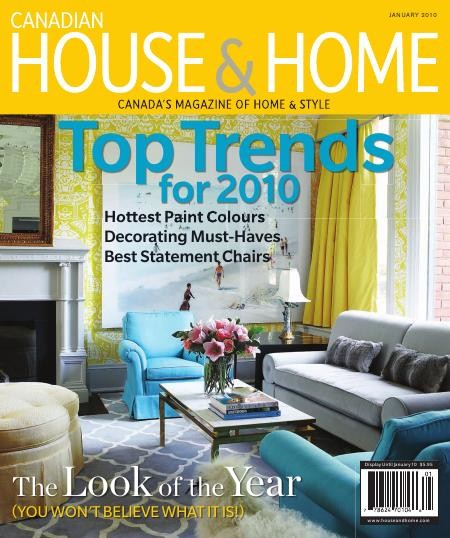 CANADIAN
JANUARY 2010
HOUSE & HOME
CANADA'S MAGAZINE OF HOME & STYLE
Top Trends
for 2010
Hottest Paint Colours
Decorating Must-Haves
Best Statement Chairs
The Look of the Year
(YOU WON'T BELIEVE WHAT IT IS!)
Display Until January 10 $5.95
01
www.houseandhome.com